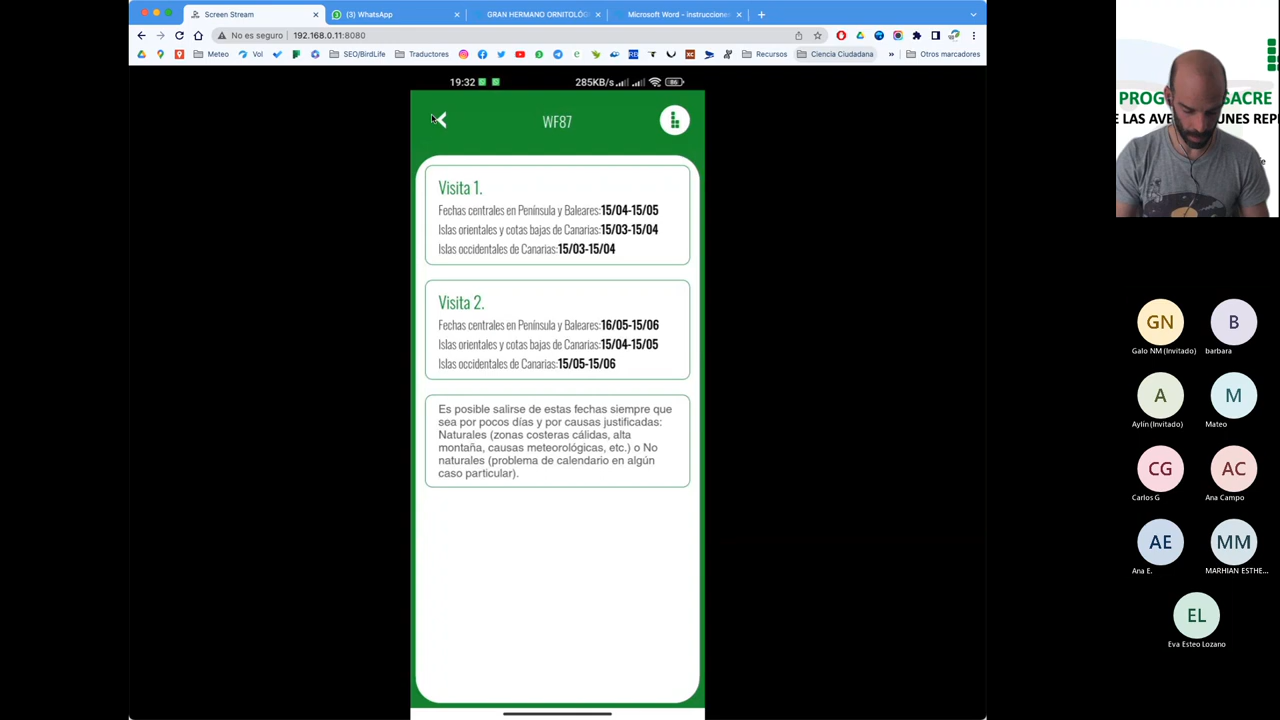 Screen Stream
(3) WhatsApp
GRAN HERMANO ORNITOLÓG
Microsoft Word - instruccione
No es seguro
192.168.0.11:8080
Meteo
Vol
SEO/BirdLife
Traductores
Recursos
Ciencia Ciudadana
Otros marcadores
19:32
285KB/s
86
WF87
Visita 1.
Fechas centrales en Península y Baleares:15/04-15/05
Islas orientales y cotas bajas de Canarias:15/03-15/04
Islas occidentales de Canarias:15/03-15/04
Visita 2.
Fechas centrales en Península y Baleares:16/05-15/06
Islas orientales y cotas bajas de Canarias:15/04-15/05
Islas occidentales de Canarias:15/05-15/06
Es posible salirse de estas fechas siempre que
sea por pocos días y por causas justificadas:
Naturales (zonas costeras cálidas, alta
montaña, causas meteorológicas, etc.) o No
naturales (problema de calendario en algún
caso particular).
PROG SACRE
E LAS AVE UNES REP
GN
Galo NM (Invitado)
B
barbara
A
Aylín (Invitado)
M
Mateo
CG
Carlos G
AC
Ana Campo
AE
Ana E.
MM
MARHIAN ESTHE...
EL
Eva Esteo Lozano